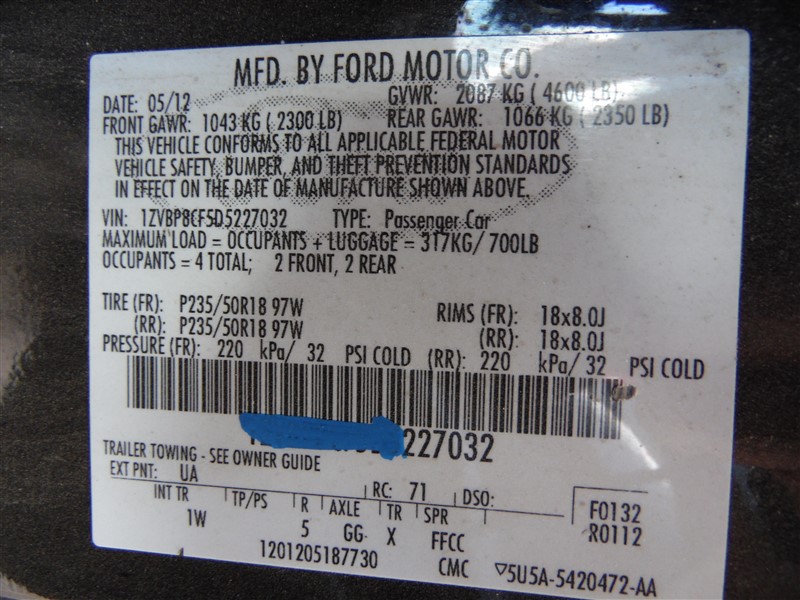 MFD. BY FORD MOTOR CO.
DATE: 05/12 GVWR: 2087 KG ( 4600 LB)
FRONT GAWR: 1043 KG ( 2300 LB) REAR GAWR: 1066 KG ( 2350 LB)
THIS VEHICLE CONFORMS TO ALL APPLICABLE FEDERAL MOTOR
VEHICLE SAFETY, BUMPER, AND THEFT PREVENTION STANDARDS
IN EFFECT ON THE DATE OF MANUFACTURE SHOWN ABOVE.
VIN: 1ZVBP8CF5D5227032 TYPE: Passenger Car
MAXIMUM LOAD = OCCUPANTS + LUGGAGE = 317KG/ 700LB
OCCUPANTS = 4 TOTAL; 2 FRONT, 2 REAR
TIRE (FR): P235/50R18 97W RIMS (FR): 18x8.0J
(RR): P235/50R18 97W (RR): 18x8.0J
PRESSURE (FR): 220 kPa/ 32 PSI COLD (RR): 220 kPa/ 32 PSI COLD
227032
TRAILER TOWING - SEE OWNER GUIDE
EXT PNT: UA RC: 71 DSO:
INT TR TP/PS R AXLE TR SPR F0132
1W 5 GG X FFCC R0112
1201205187730 CMC ▽5U5A-5420472-AA